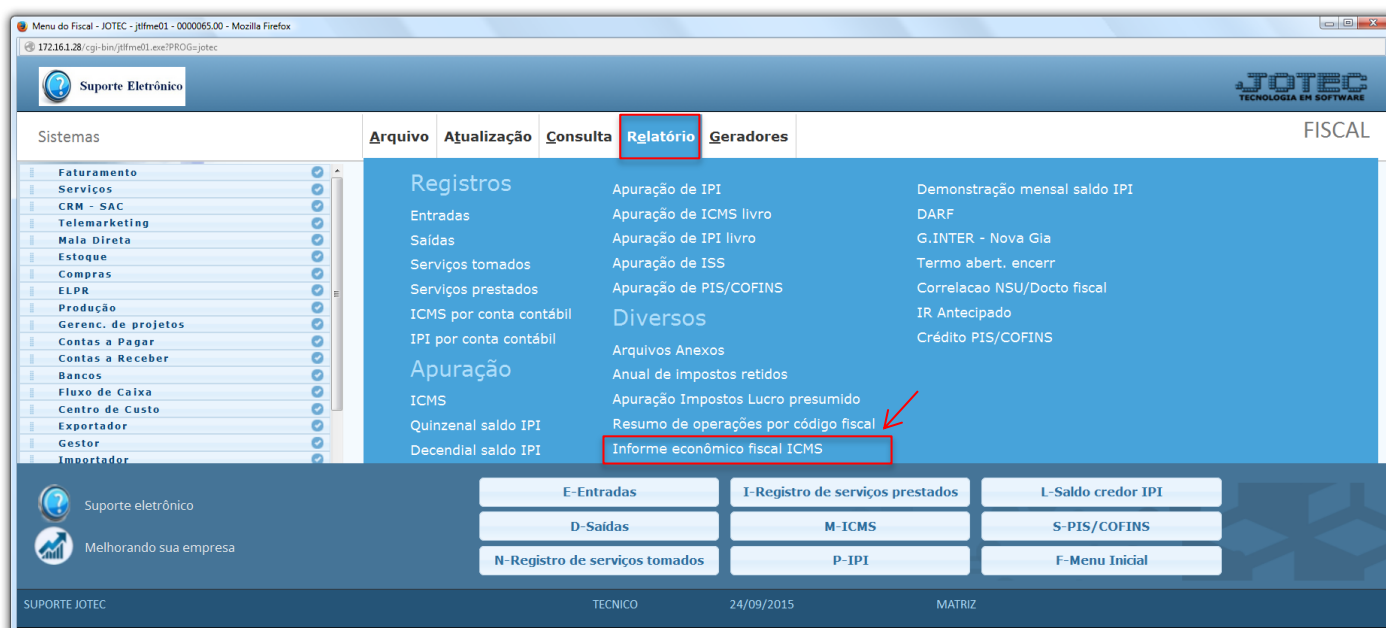 Menu do Fiscal - JOTEC - jtlfme01 - 0000065.00 - Mozilla Firefox
172.16.1.28/cgi-bin/jtlfme01.exe?PROG=jotec
Suporte Eletrônico
JOTEC
TECNOLOGIA EM SOFTWARE
Sistemas
Arquivo Atualização Consulta Relatório Geradores
FISCAL
Faturamento
Serviços
CRM - SAC
Telemarketing
Mala Direta
Estoque
Compras
ELPR
Produção
Gerenc. de projetos
Contas a Pagar
Contas a Receber
Bancos
Fluxo de Caixa
Centro de Custo
Exportador
Gestor
Importador
Registros
Entradas
Saídas
Serviços tomados
Serviços prestados
ICMS por conta contábil
IPI por conta contábil
Apuração
ICMS
Quinzenal saldo IPI
Decendial saldo IPI
Apuração de IPI
Apuração de ICMS livro
Apuração de IPI livro
Apuração de ISS
Apuração de PIS/COFINS
Diversos
Arquivos Anexos
Anual de impostos retidos
Apuração Impostos Lucro presumido
Resumo de operações por código fiscal
Informe econômico fiscal ICMS
Demonstração mensal saldo IPI
DARF
G.INTER - Nova Gia
Termo abert. encerr
Correlacao NSU/Docto fiscal
IR Antecipado
Crédito PIS/COFINS
Suporte eletrônico
Melhorando sua empresa
E-Entradas
I-Registro de serviços prestados
L-Saldo credor IPI
D-Saídas
M-ICMS
S-PIS/COFINS
N-Registro de serviços tomados
P-IPI
F-Menu Inicial
SUPORTE JOTEC
TECNICO
24/09/2015
MATRIZ